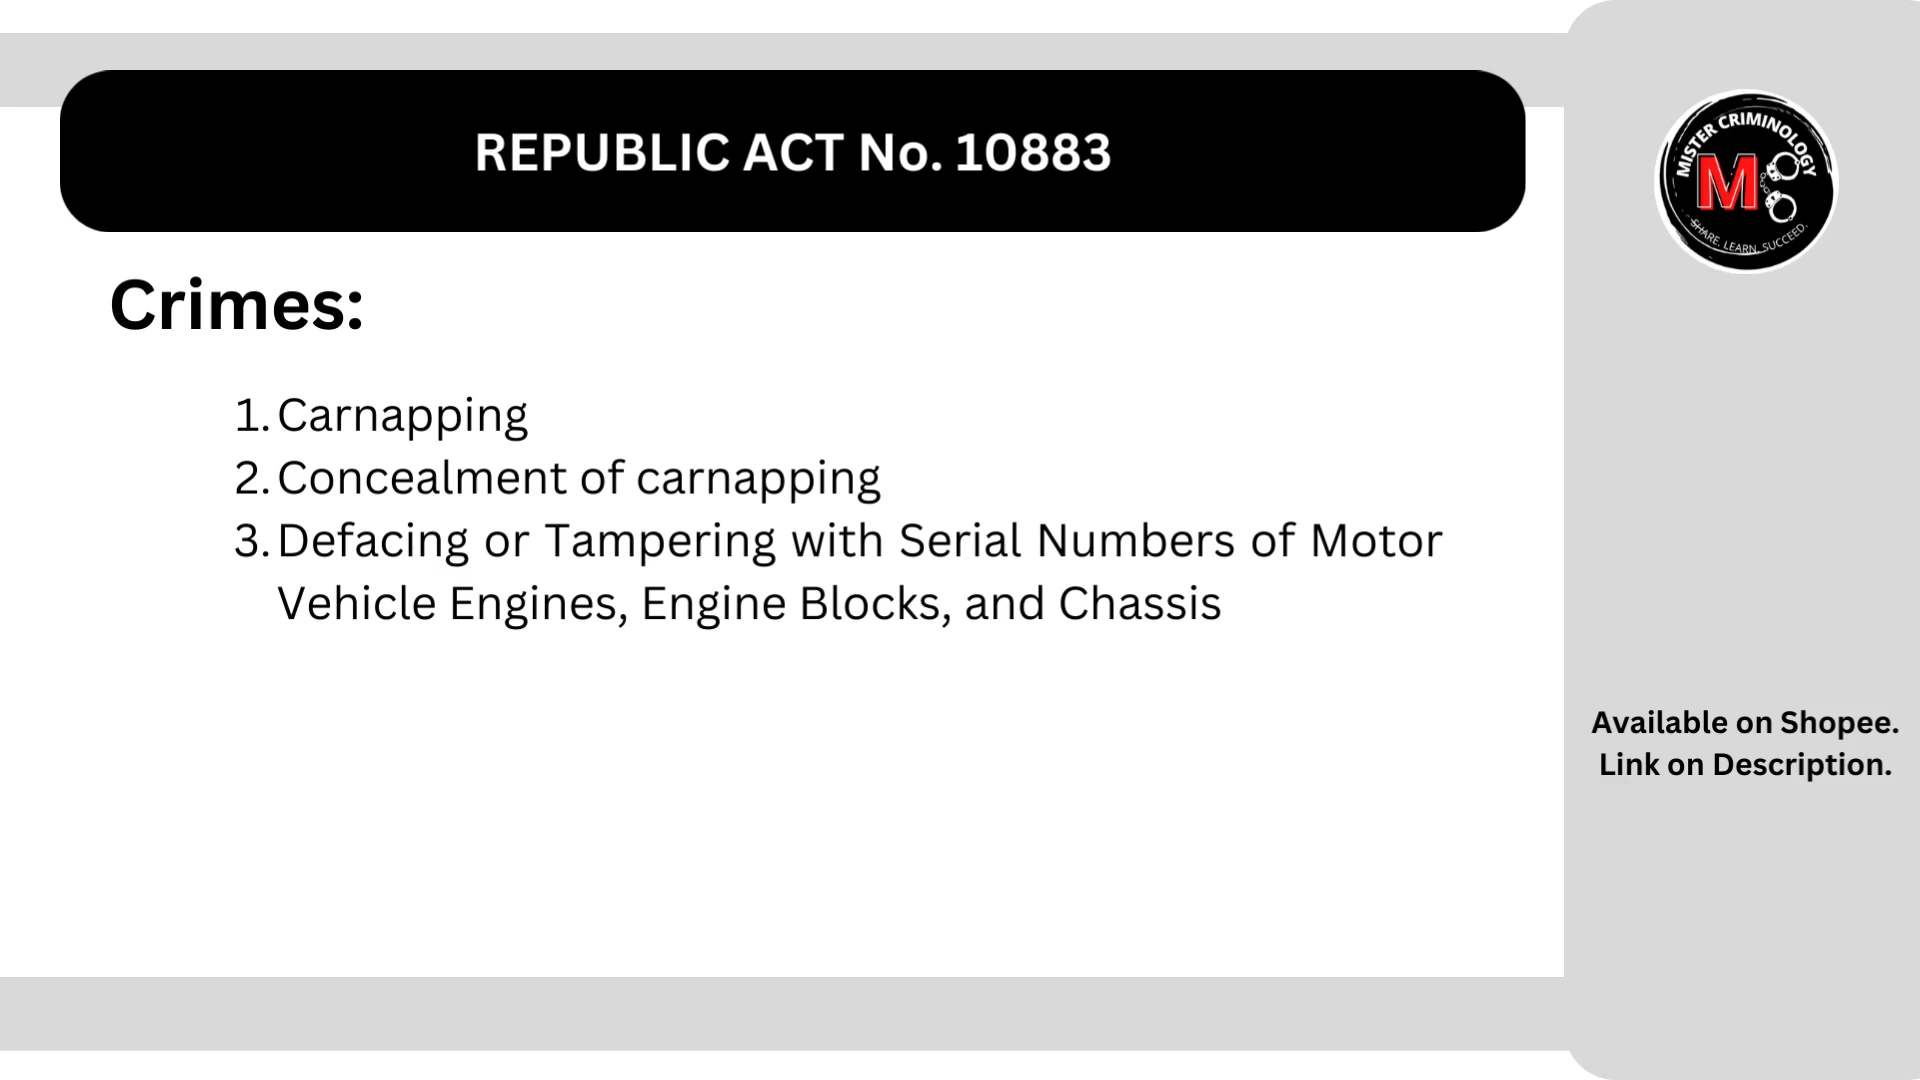 REPUBLIC ACT No. 10883
MISTER CRIMINOLOGY
M
SHARE. LEARN. SUCCEED.
Crimes:
1. Carnapping
2. Concealment of carnapping
3. Defacing or Tampering with Serial Numbers of Motor
Vehicle Engines, Engine Blocks, and Chassis
Available on Shopee.
Link on Description.